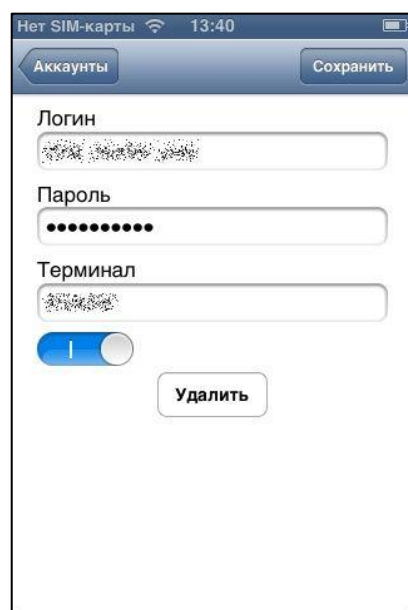 Нет SIM-карты 13:40
Аккаунты Сохранить
Логин
Пароль
Терминал
Удалить